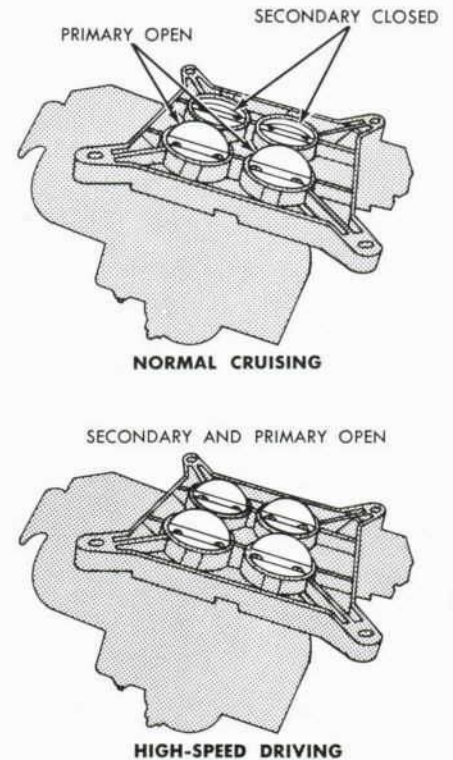 SECONDARY CLOSED
PRIMARY OPEN
NORMAL CRUISING
SECONDARY AND PRIMARY OPEN
HIGH-SPEED DRIVING